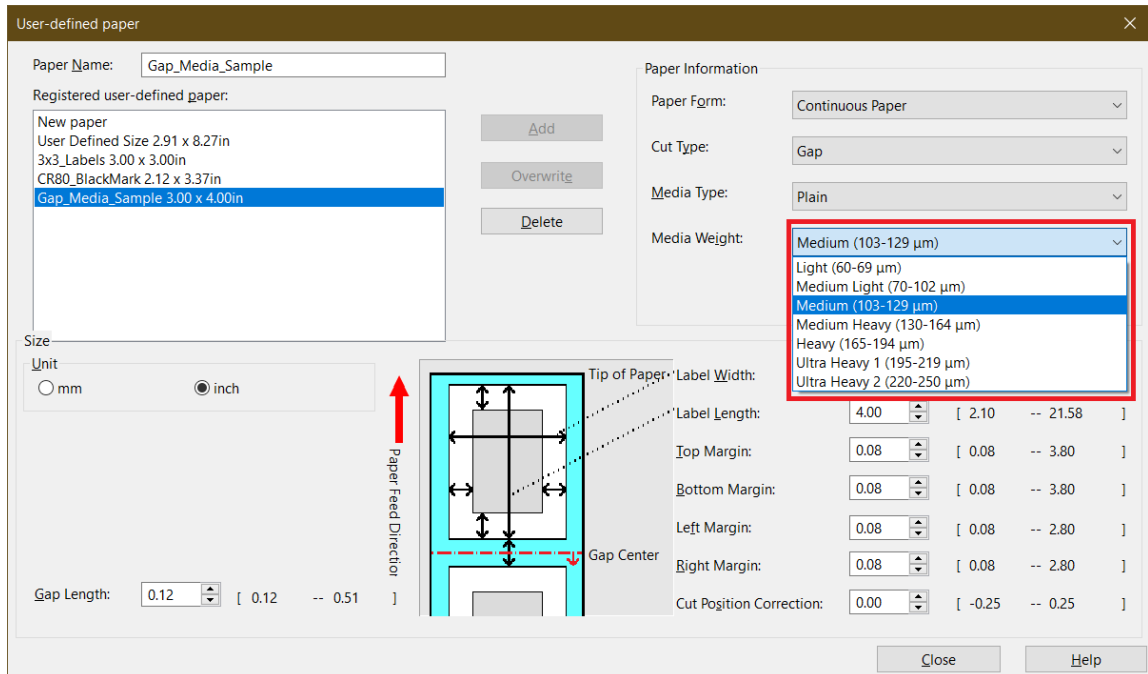 User-defined paper
Paper Name: Gap_Media_Sample
Registered user-defined paper:
New paper
User Defined Size 2.91 x 8.27in
3x3_Labels 3.00 x 3.00in
CR80_BlackMark 2.12 x 3.37in
Gap_Media_Sample 3.00 x 4.00in
Add
Overwrite
Delete
Paper Information
Paper Form: Continuous Paper
Cut Type: Gap
Media Type: Plain
Media Weight: Medium (103-129 µm)
Light (60-69 µm)
Medium Light (70-102 µm)
Medium (103-129 µm)
Medium Heavy (130-164 µm)
Heavy (165-194 µm)
Ultra Heavy 1 (195-219 µm)
Ultra Heavy 2 (220-250 µm)
Size
Unit
mm inch
Gap Length: 0.12 [ 0.12 -- 0.51 ]
Paper Feed Direction
Tip of Paper
Gap Center
Label Width:
Label Length: 4.00 [ 2.10 -- 21.58 ]
Top Margin: 0.08 [ 0.08 -- 3.80 ]
Bottom Margin: 0.08 [ 0.08 -- 3.80 ]
Left Margin: 0.08 [ 0.08 -- 2.80 ]
Right Margin: 0.08 [ 0.08 -- 2.80 ]
Cut Position Correction: 0.00 [ -0.25 -- 0.25 ]
Close
Help